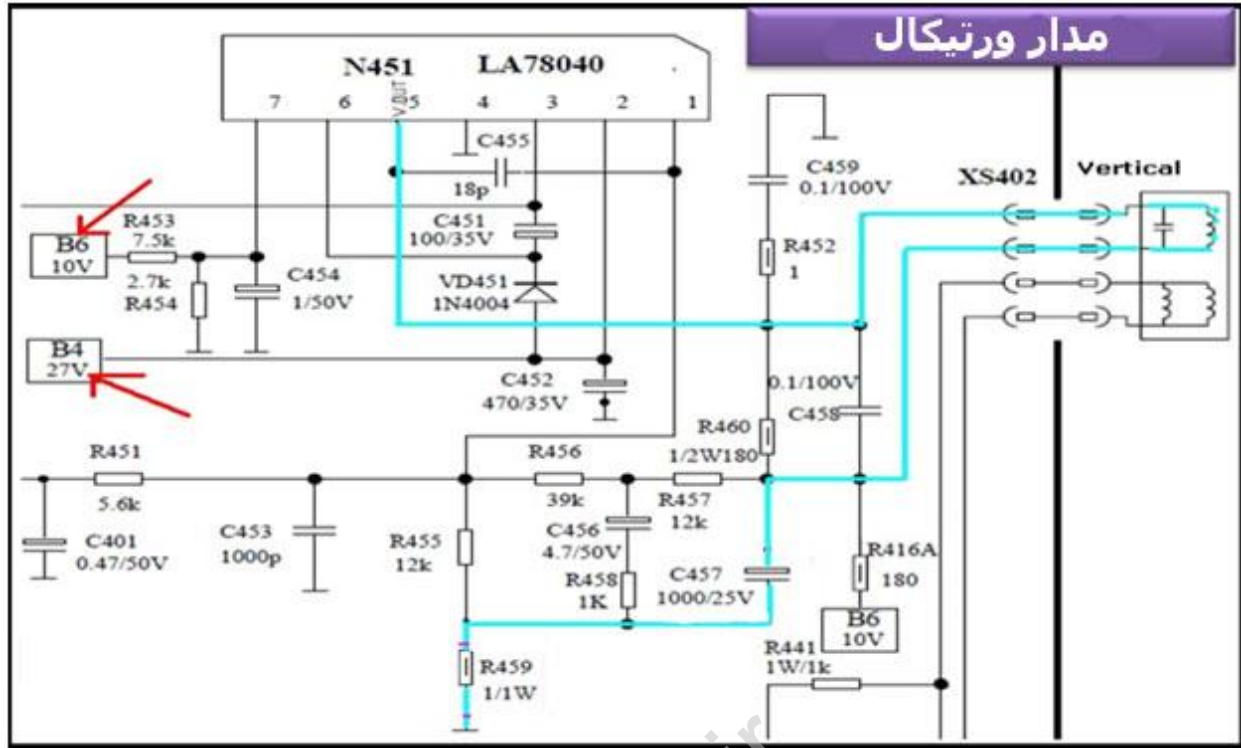 مدار ورتیکال
N451 LA78040
7 6 5 4 3 2 1
V.OUT
C455
18p
C459
0.1/100V
XS402
Vertical
B6
10V
R453
7.5k
2.7k
R454
C454
1/50V
C451
100/35V
VD451
1N4004
R452
1
B4
27V
C452
470/35V
0.1/100V
C458
R460
1/2W180
R451
5.6k
R456
39k
R457
12k
C401
0.47/50V
C453
1000p
R455
12k
C456
4.7/50V
R458
1K
C457
1000/25V
R416A
180
B6
10V
R459
1/1W
R441
1W/1k
ir